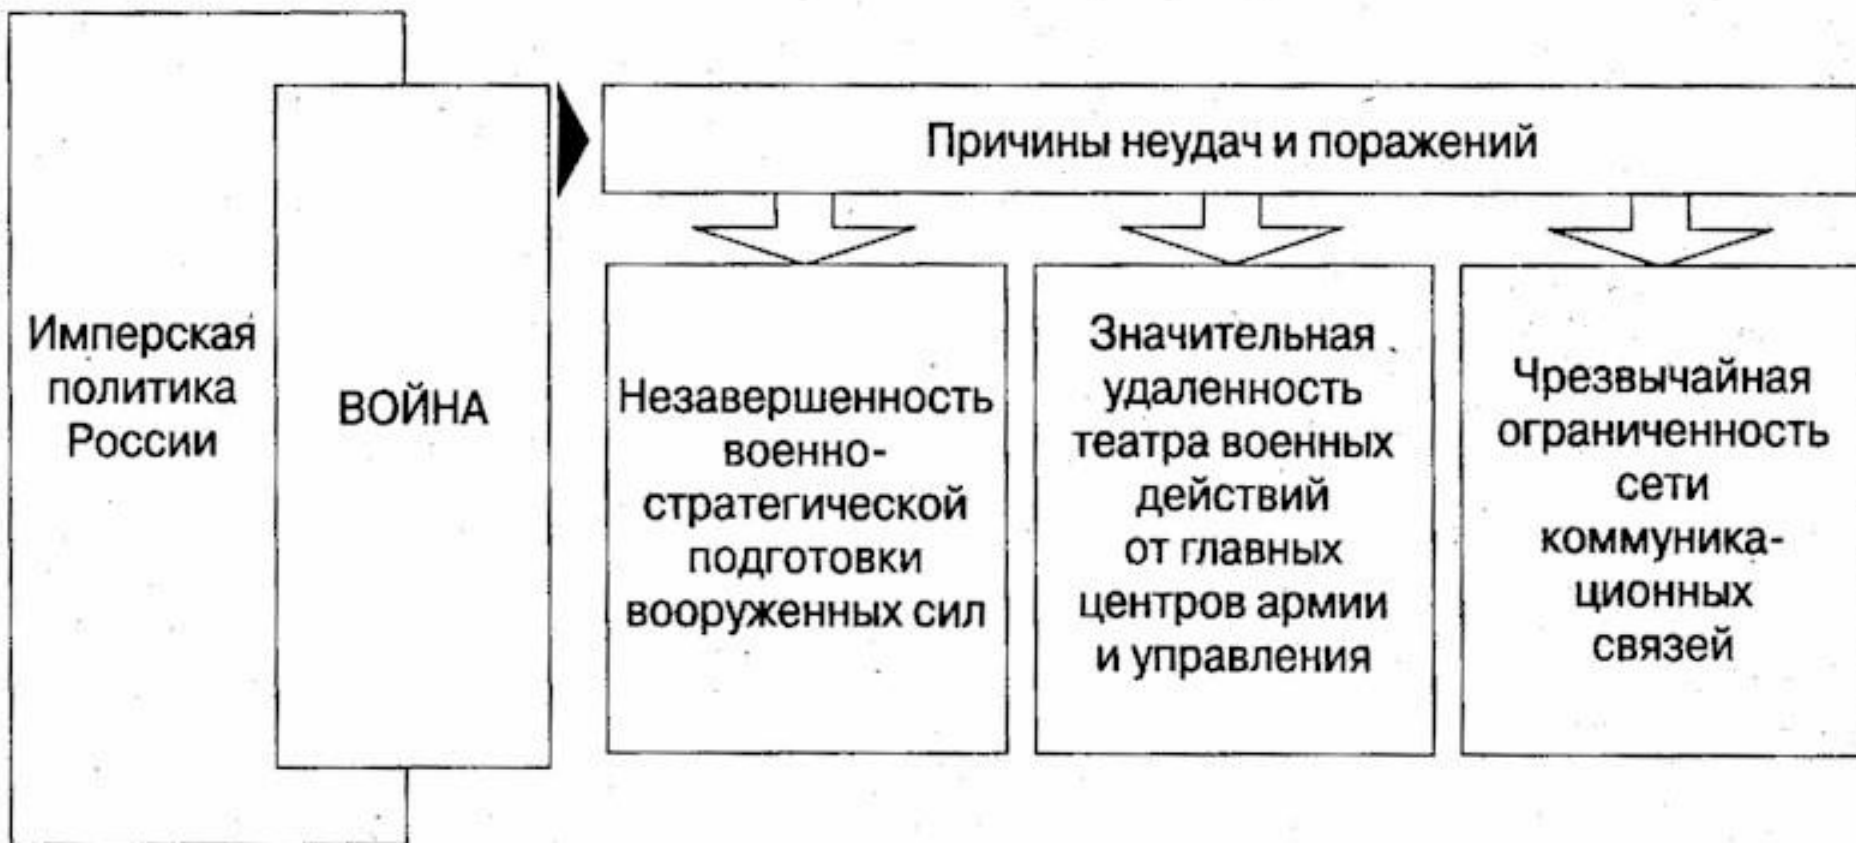 Имперская
политика
России
ВОЙНА
Причины неудач и поражений
Незавершенность
военно-
стратегической
подготовки
вооруженных сил
Значительная
удаленность
театра военных
действий
от главных
центров армии
и управления
Чрезвычайная
ограниченность
сети
коммуника-
ционных
связей